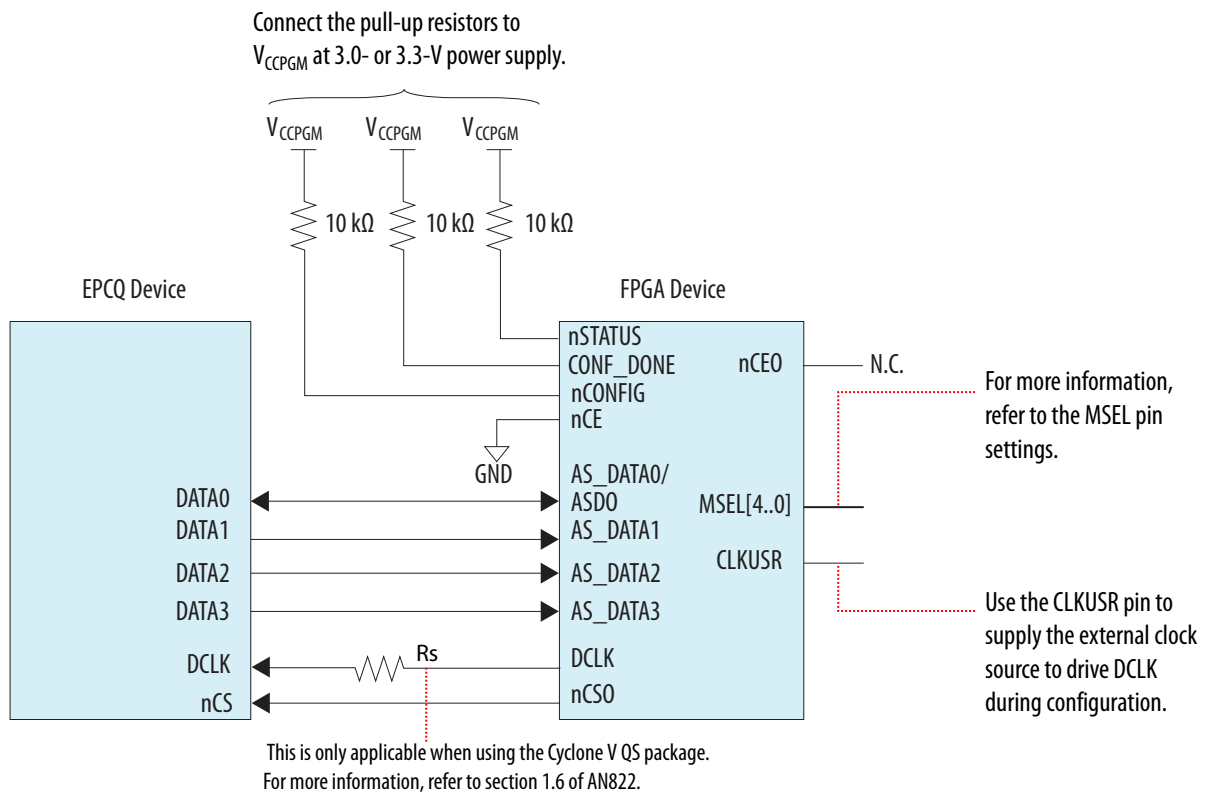 Connect the pull-up resistors to
VCCPGM at 3.0- or 3.3-V power supply.
VCCPGM VCCPGM VCCPGM
10 kΩ 10 kΩ 10 kΩ
EPCQ Device
FPGA Device
nSTATUS
CONF_DONE
nCONFIG
nCE
GND
nCEO
N.C.
For more information,
refer to the MSEL pin
settings.
DATA0
DATA1
DATA2
DATA3
DCLK
nCS
Rs
AS_DATA0/
ASDO
AS_DATA1
AS_DATA2
AS_DATA3
DCLK
nCSO
MSEL[4..0]
CLKUSR
Use the CLKUSR pin to
supply the external clock
source to drive DCLK
during configuration.
This is only applicable when using the Cyclone V QS package.
For more information, refer to section 1.6 of AN822.